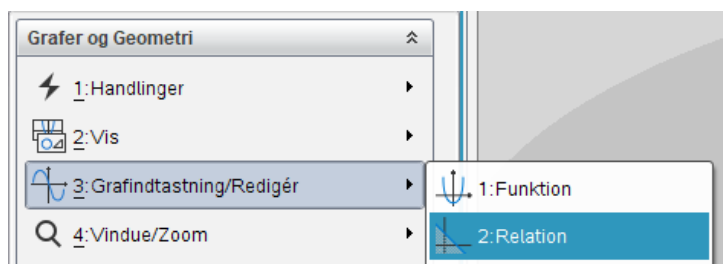 Grafer og Geometri
1:Handlinger
2:Vis
3:Grafindtastning/Redigér
1:Funktion
4:Vindue/Zoom
2:Relation